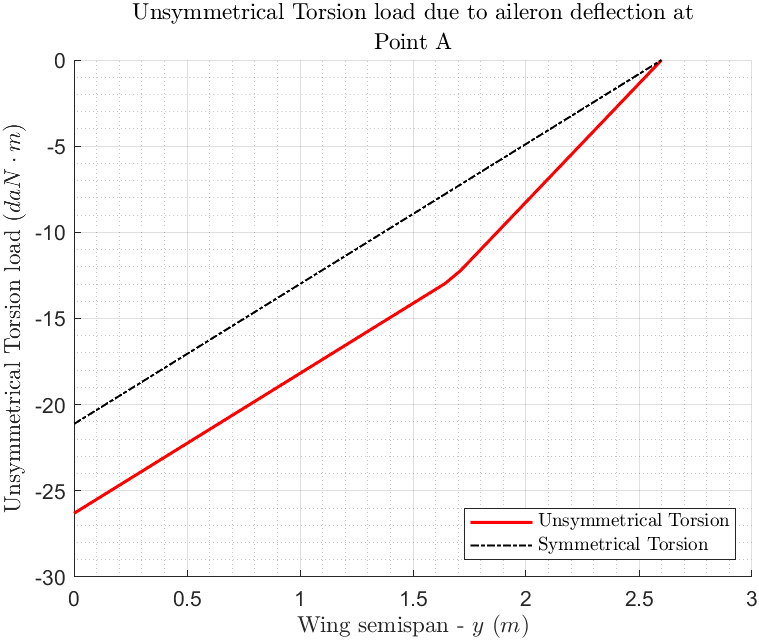 Unsymmetrical Torsion load due to aileron deflection at
Point A
Unsymmetrical Torsion load (daN · m)
0
-5
-10
-15
-20
-25
-30
0
0.5
1
1.5
2
2.5
3
Unsymmetrical Torsion
Symmetrical Torsion
Wing semispan - y (m)